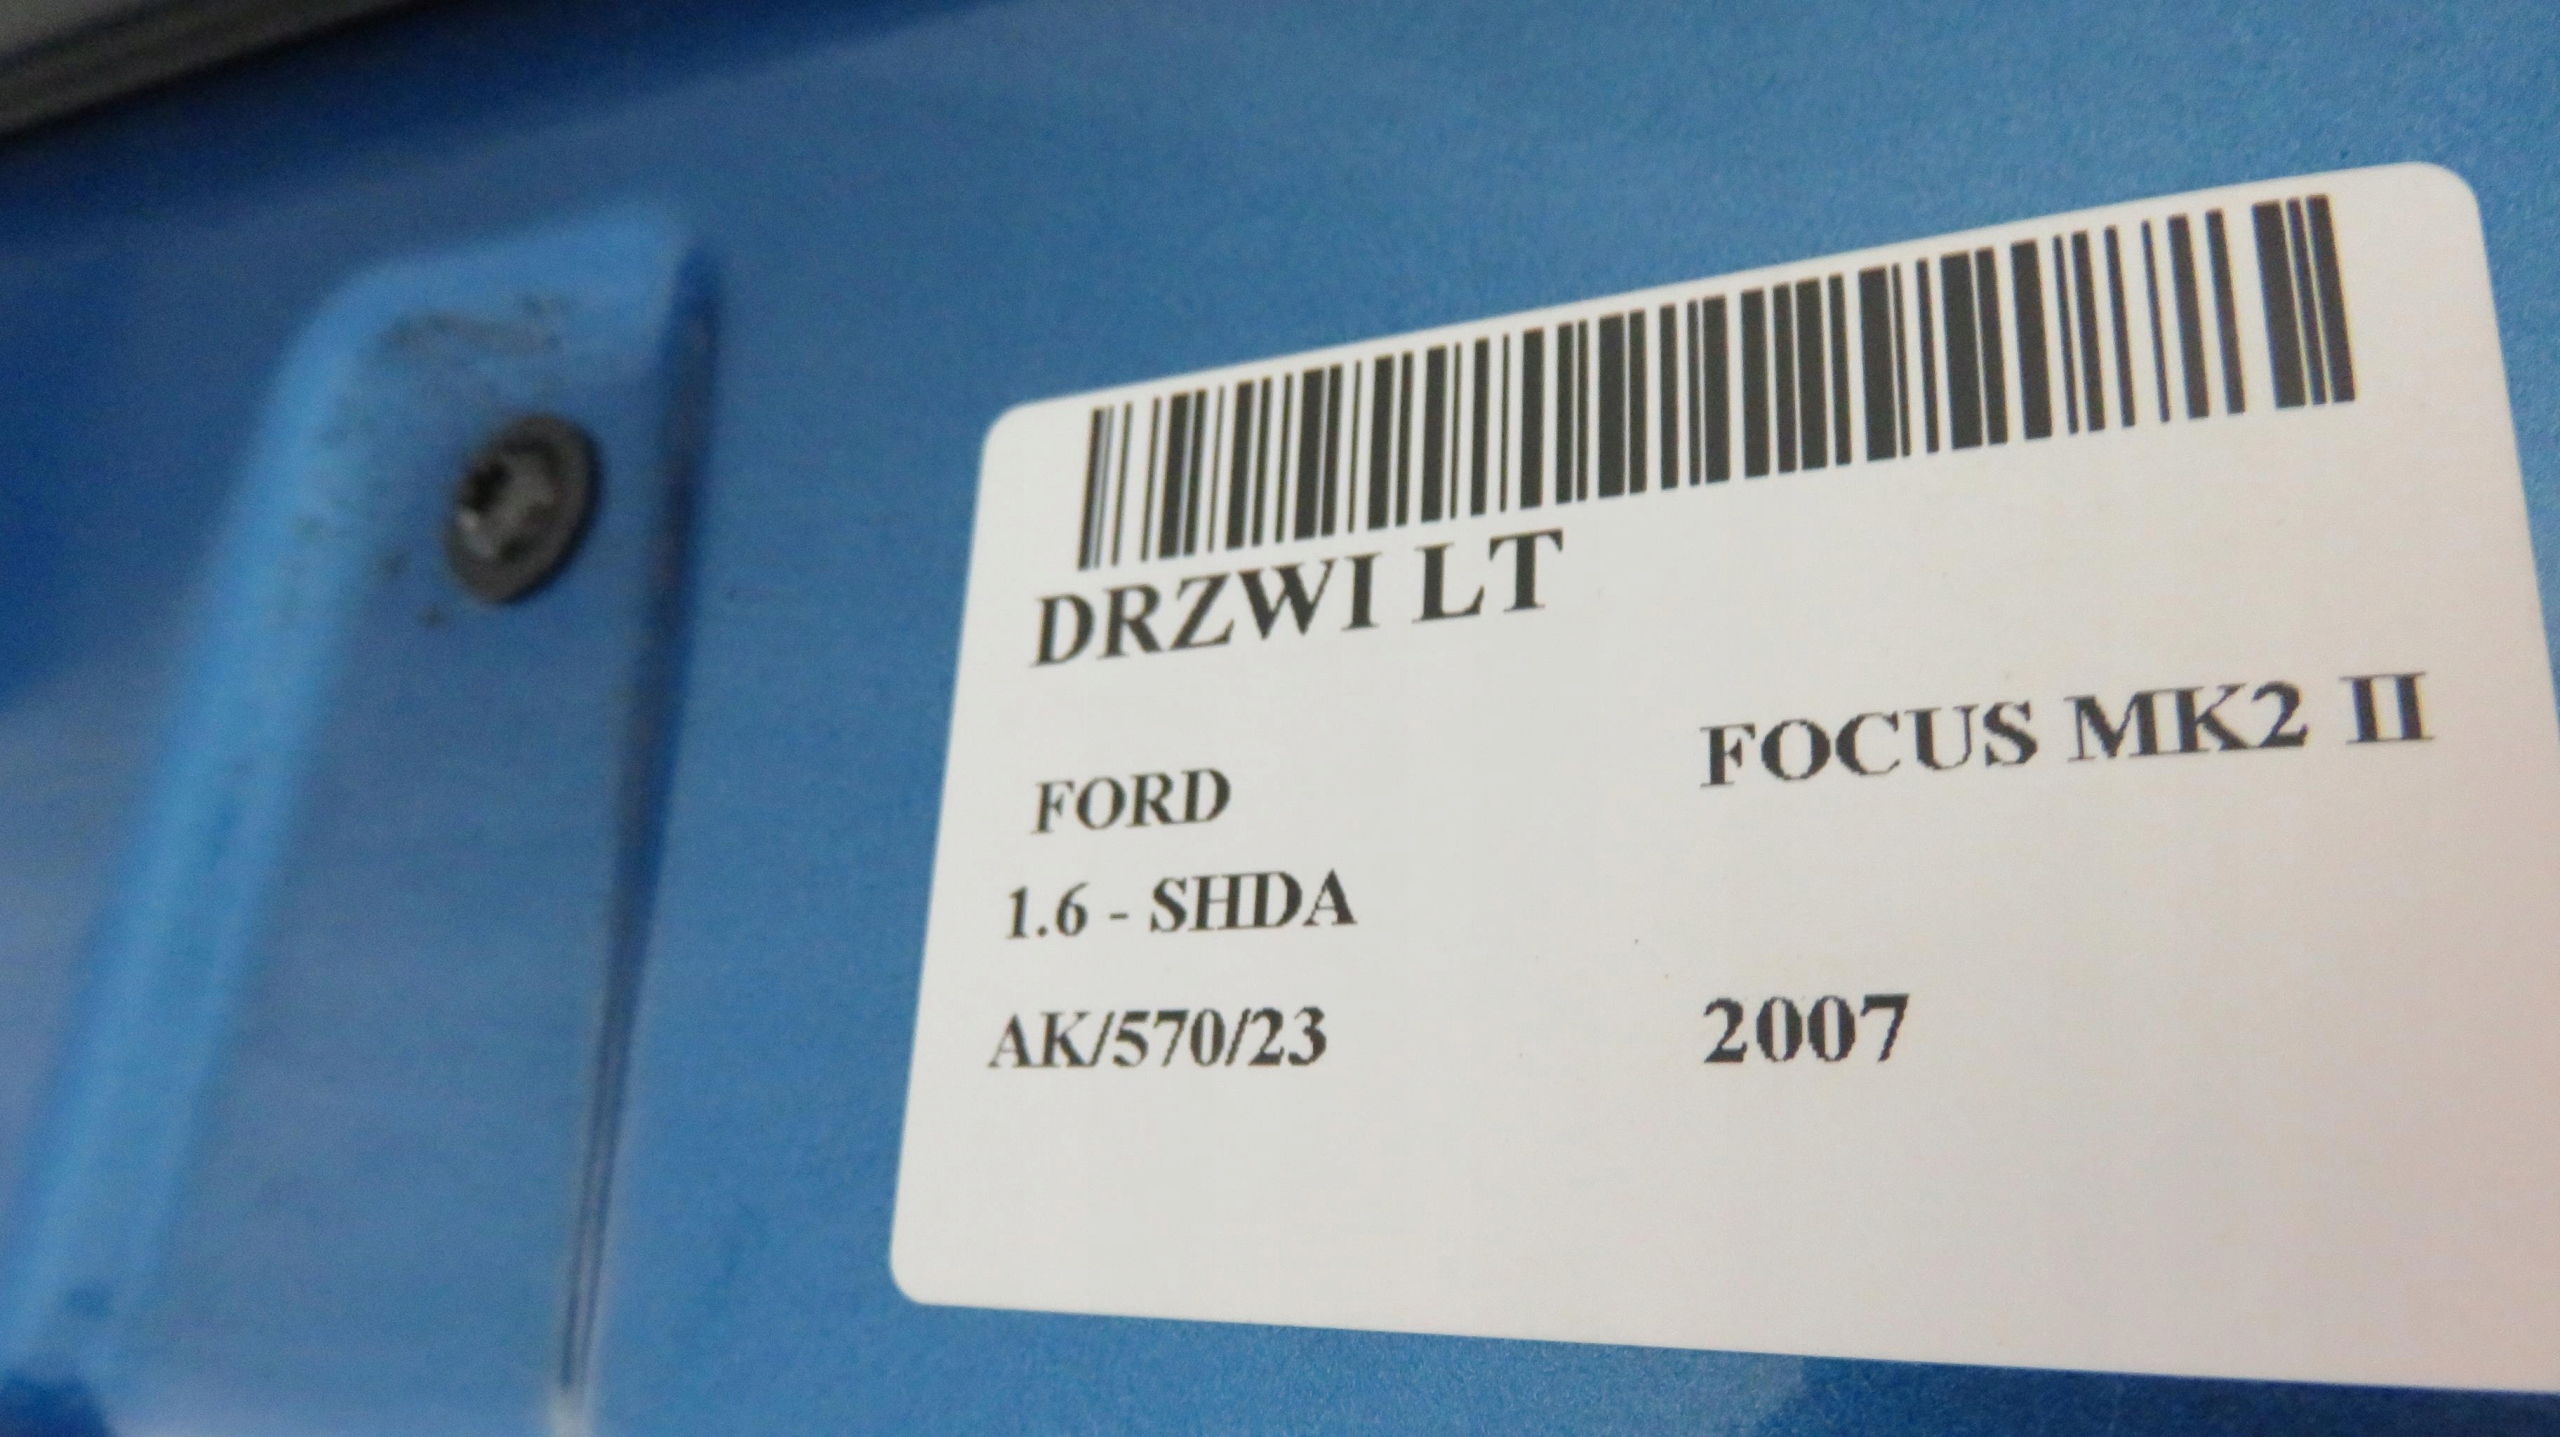 DRZWI LT
FORD FOCUS MK2 II
1.6 - SHDA
AK/570/23 2007